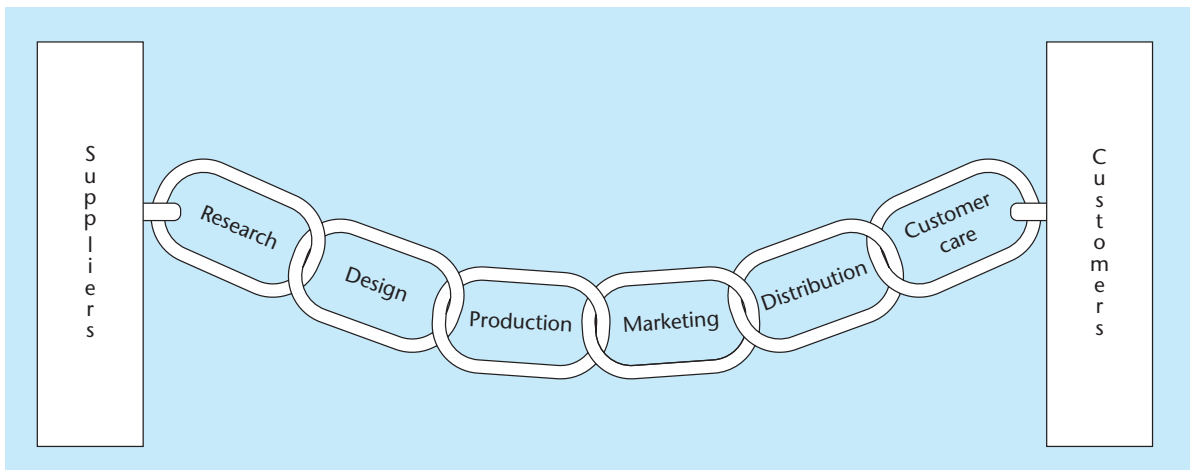 Suppliers
Research
Design
Production
Marketing
Distribution
Customer
care
Customers